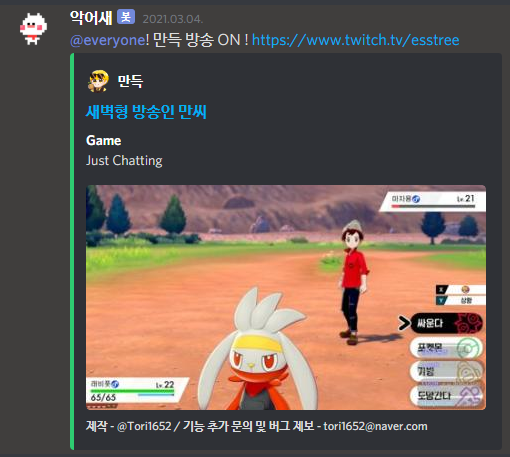 악어새 봇 2021.03.04.
@everyone! 만득 방송 ON ! https://www.twitch.tv/esstree
만득
새벽형 방송인 만씨
Game
Just Chatting
미지용♂ Lv.21
X
Y 상황
싸운다
포켓몬
가방
도망간다
래비풋♂ Lv.22
65/65
제작 - @Tori1652 / 기능 추가 문의 및 버그 제보 - tori1652@naver.com